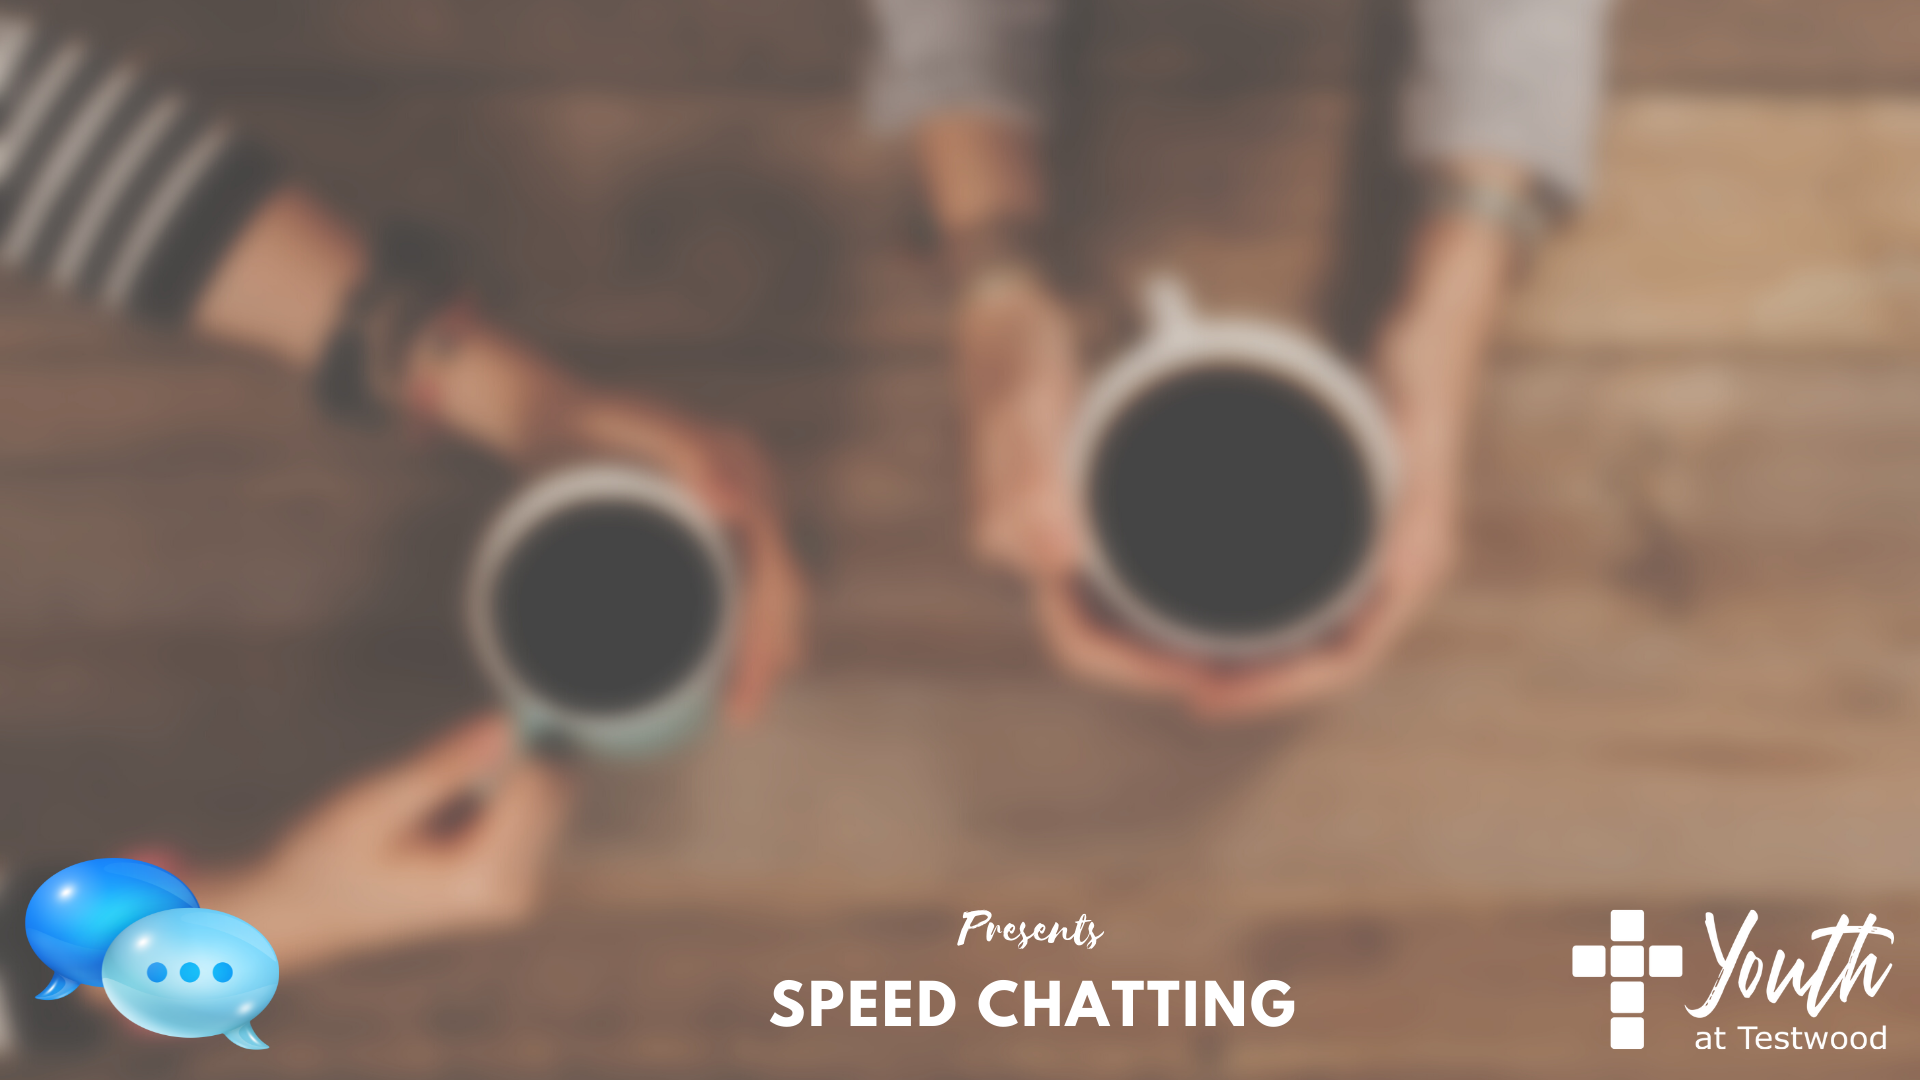 Presents
SPEED CHATTING
Youth
at Testwood